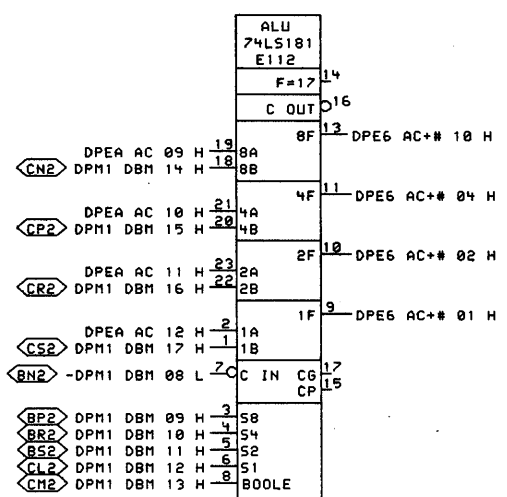 ALU
74LS181
E112
F=17 14
C OUT 16
8F 13 DPE6 AC+# 10 H
DPEA AC 09 H 19 8A
CN2 DPM1 DBM 14 H 18 8B
4F 11 DPE6 AC+# 04 H
DPEA AC 10 H 21 4A
CP2 DPM1 DBM 15 H 20 4B
2F 10 DPE6 AC+# 02 H
DPEA AC 11 H 23 2A
CR2 DPM1 DBM 16 H 22 2B
1F 9 DPE6 AC+# 01 H
DPEA AC 12 H 2 1A
CS2 DPM1 DBM 17 H 1 1B
BN2 -DPM1 DBM 08 L 7 C IN CG 17
CP 15
BP2 DPM1 DBM 09 H 3 S8
BR2 DPM1 DBM 10 H 4 S4
BS2 DPM1 DBM 11 H 5 S2
CL2 DPM1 DBM 12 H 6 S1
CM2 DPM1 DBM 13 H 8 BOOLE